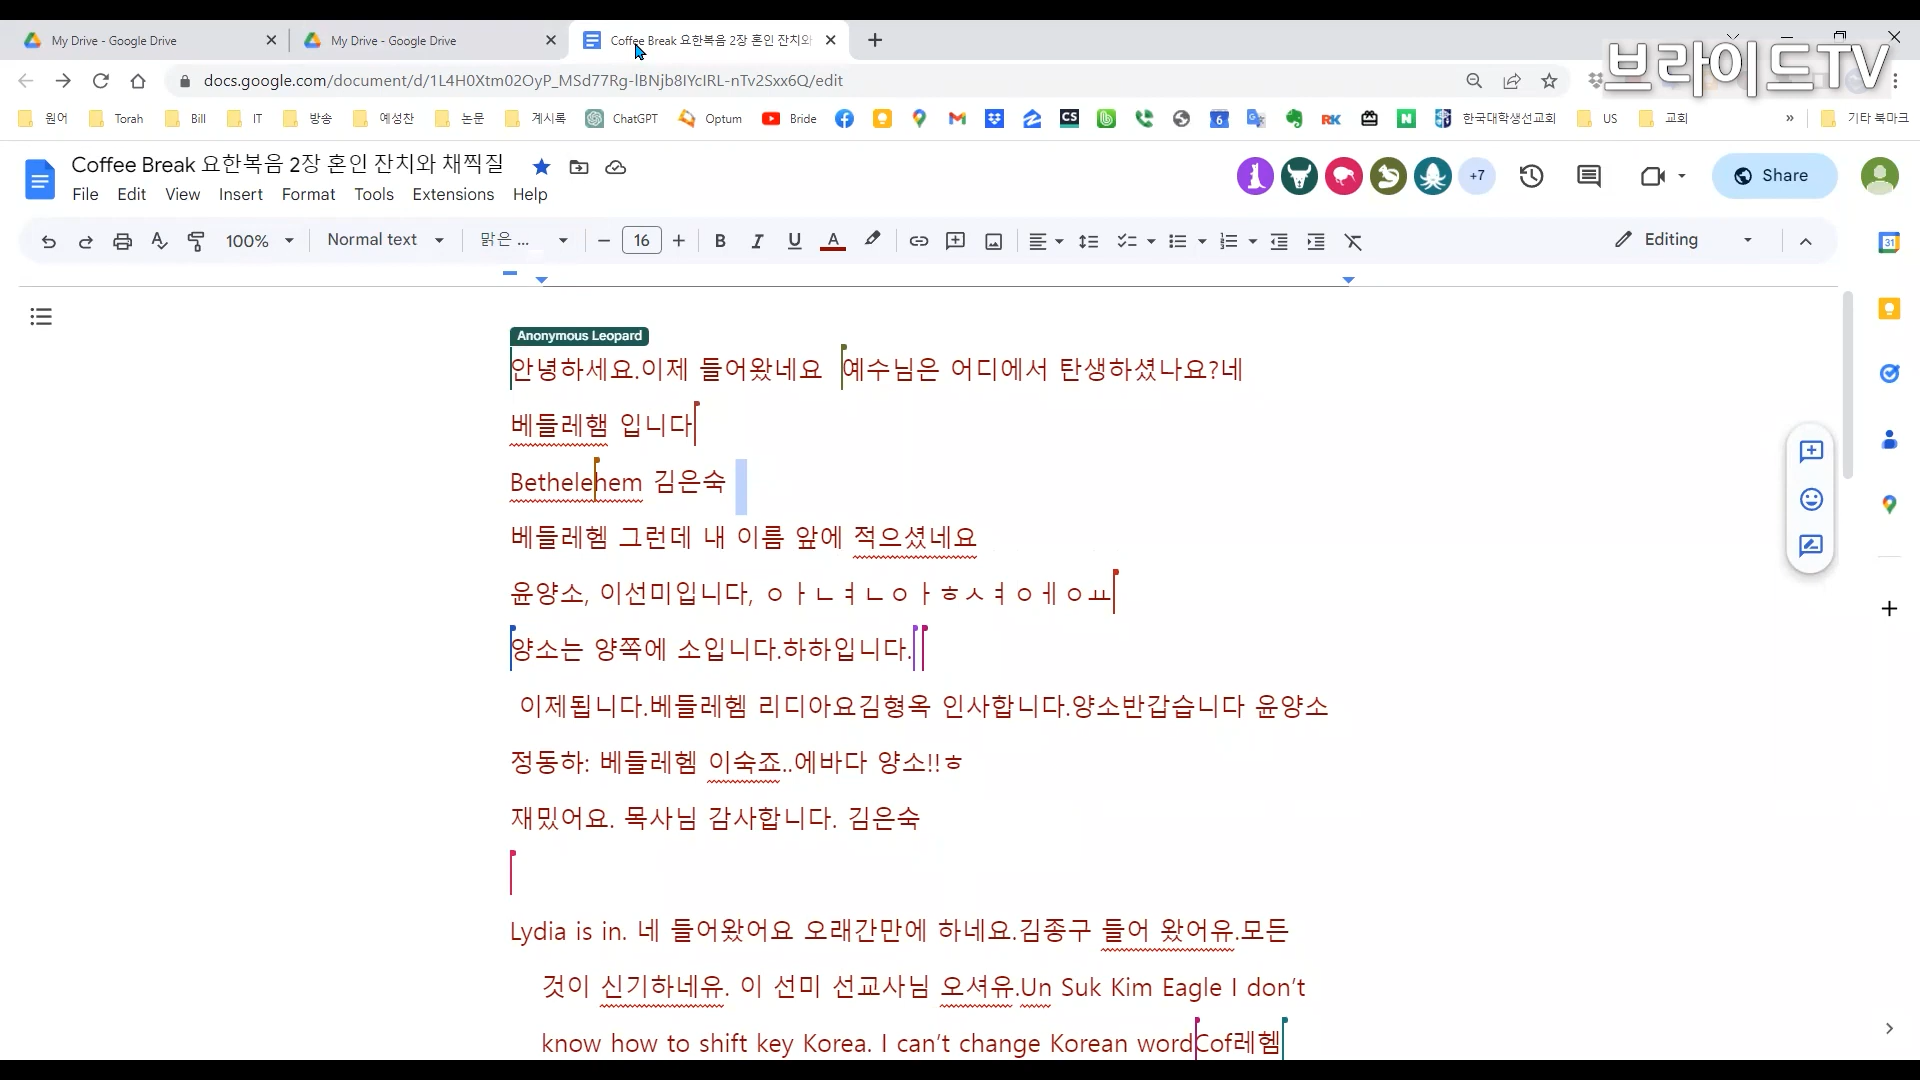 My Drive - Google Drive
My Drive - Google Drive
Coffee Break 요한복음 2장 혼인 잔치와
브라이드TV
docs.google.com/document/d/1L4H0Xtm02OyP_MSd77Rg-lBNjb8IYcIRL-nTv2Sxx6Q/edit
원어 Torah Bill IT 방송 예성찬 논문 계시록 ChatGPT Optum Bride 한국대학생선교회 US 교회 » 기타 북마크
Coffee Break 요한복음 2장 혼인 잔치와 채찍질
+7
Share
File Edit View Insert Format Tools Extensions Help
100% Normal text 맑은 ... 16 B I U A Editing
Anonymous Leopard
안녕하세요.이제 들어왔네요 예수님은 어디에서 탄생하셨나요?네
베들레햄 입니다
Bethelehem 김은숙
베들레헴 그런데 내 이름 앞에 적으셨네요
윤양소, 이선미입니다, ㅇㅏㄴㅕㄴㅇㅏㅎㅅㅕㅇㅔㅇㅛ
양소는 양쪽에 소입니다.하하입니다.
이제됩니다.베들레헴 리디아요김형옥 인사합니다.양소반갑습니다 윤양소
정동하: 베들레헴 이숙죠..에바다 양소!!ㅎ
재밌어요. 목사님 감사합니다. 김은숙
Lydia is in. 네 들어왔어요 오래간만에 하네요.김종구 들어 왔어유.모든
것이 신기하네유. 이 선미 선교사님 오셔유.Un Suk Kim Eagle I don't
know how to shift key Korea. I can't change Korean wordCof레헴